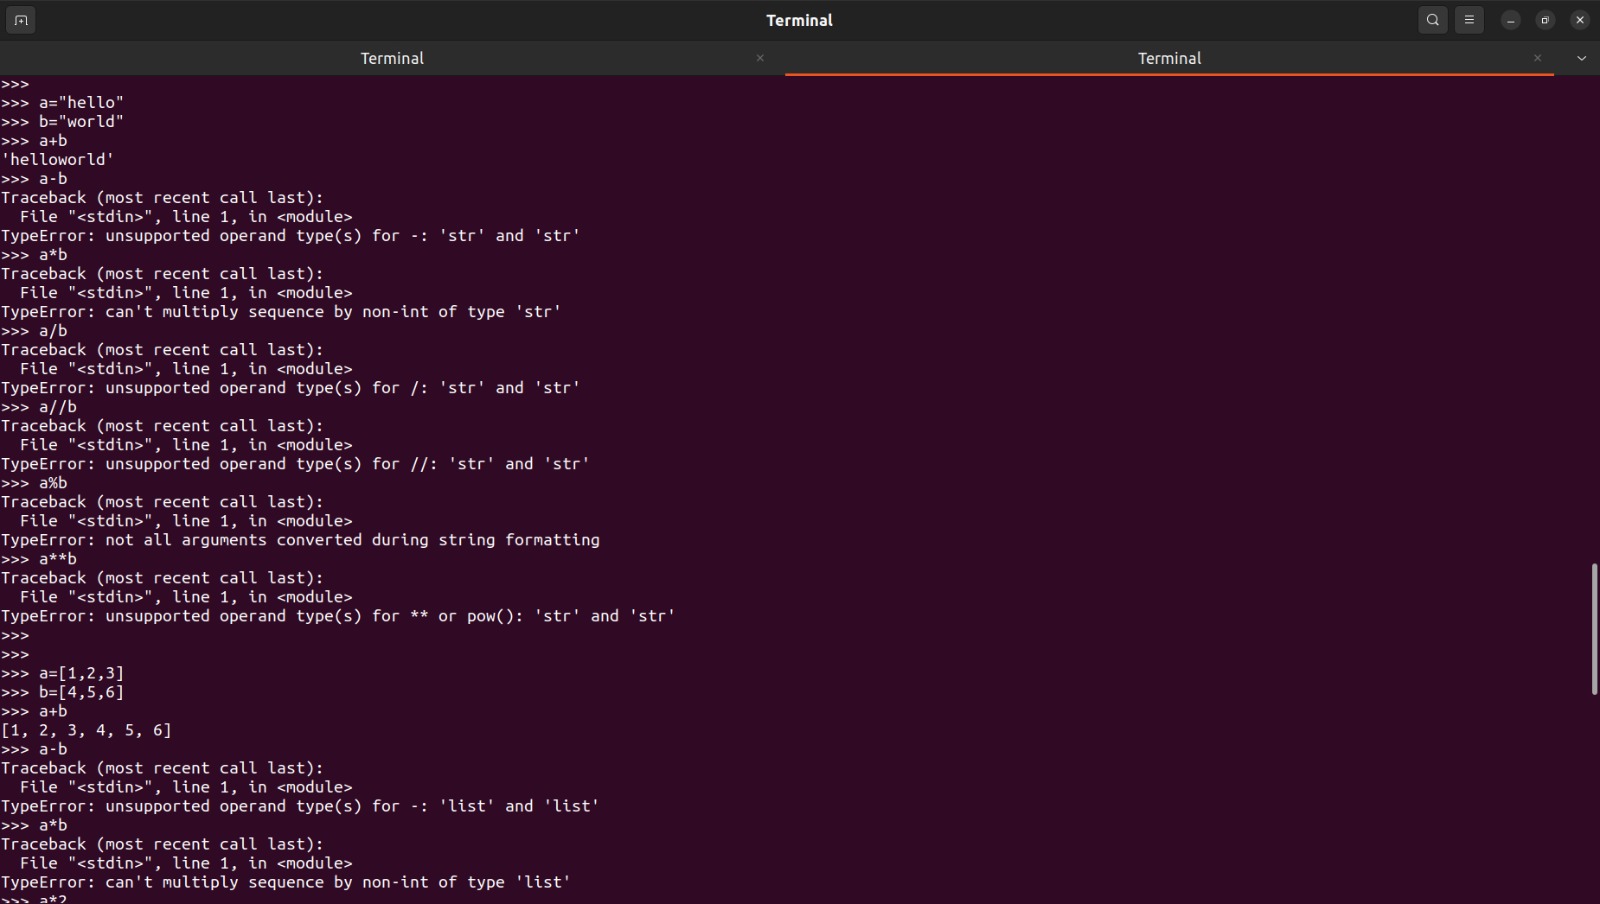 Terminal
Terminal
Terminal
>>>
>>> a="hello"
>>> b="world"
>>> a+b
'helloworld'
>>> a-b
Traceback (most recent call last):
  File "<stdin>", line 1, in <module>
TypeError: unsupported operand type(s) for -: 'str' and 'str'
>>> a*b
Traceback (most recent call last):
  File "<stdin>", line 1, in <module>
TypeError: can't multiply sequence by non-int of type 'str'
>>> a/b
Traceback (most recent call last):
  File "<stdin>", line 1, in <module>
TypeError: unsupported operand type(s) for /: 'str' and 'str'
>>> a//b
Traceback (most recent call last):
  File "<stdin>", line 1, in <module>
TypeError: unsupported operand type(s) for //: 'str' and 'str'
>>> a%b
Traceback (most recent call last):
  File "<stdin>", line 1, in <module>
TypeError: not all arguments converted during string formatting
>>> a**b
Traceback (most recent call last):
  File "<stdin>", line 1, in <module>
TypeError: unsupported operand type(s) for ** or pow(): 'str' and 'str'
>>>
>>>
>>> a=[1,2,3]
>>> b=[4,5,6]
>>> a+b
[1, 2, 3, 4, 5, 6]
>>> a-b
Traceback (most recent call last):
  File "<stdin>", line 1, in <module>
TypeError: unsupported operand type(s) for -: 'list' and 'list'
>>> a*b
Traceback (most recent call last):
  File "<stdin>", line 1, in <module>
TypeError: can't multiply sequence by non-int of type 'list'
>>> a*2